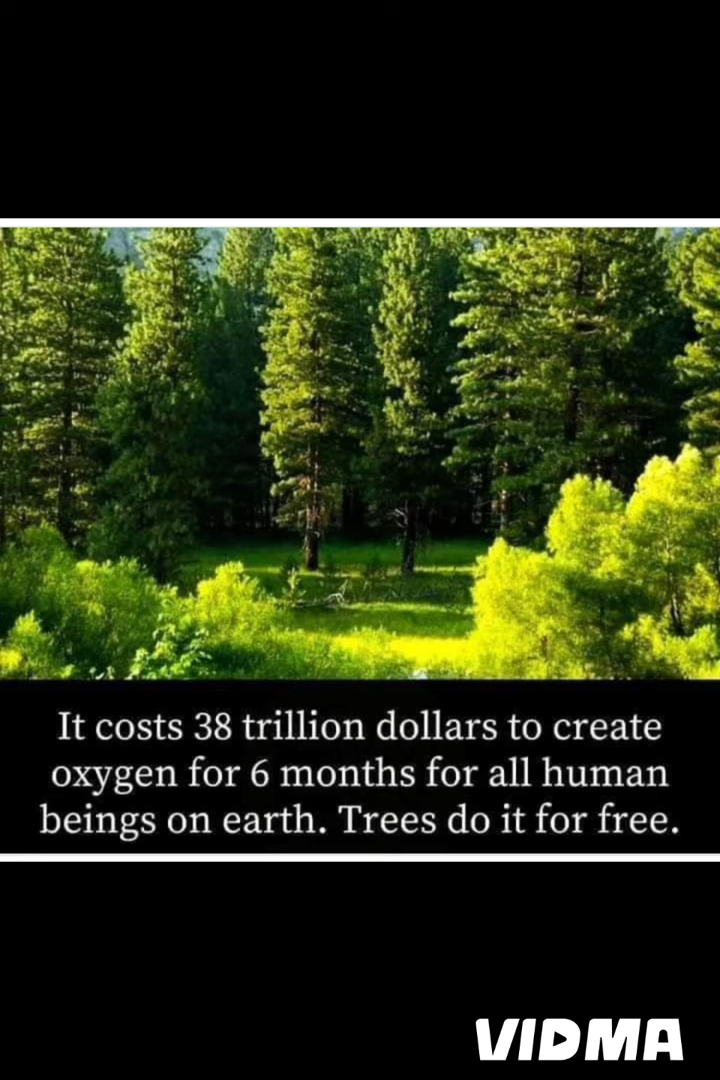 It costs 38 trillion dollars to create
oxygen for 6 months for all human
beings on earth. Trees do it for free.
VIDMA